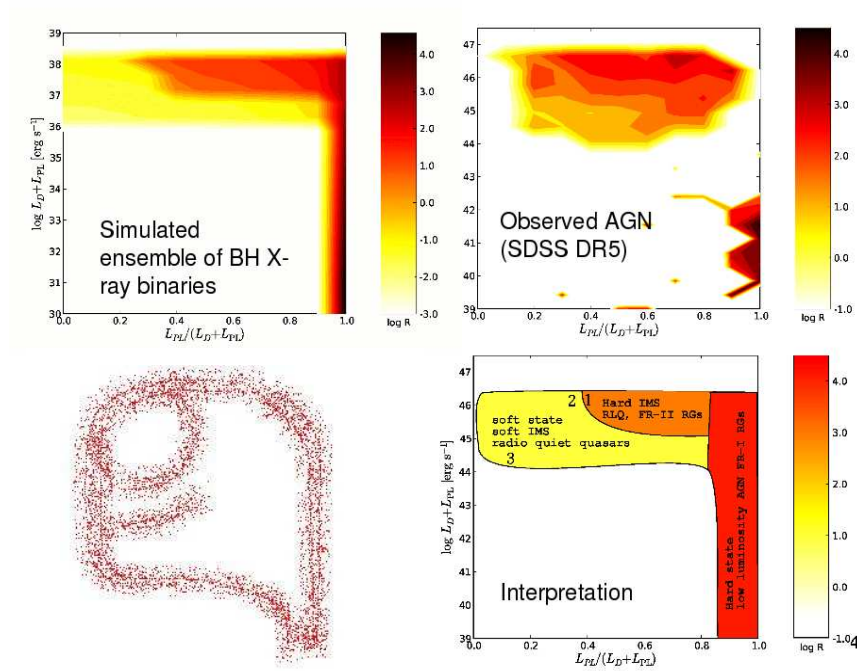 39
38
37
36
35
34
33
32
31
30
log L_D+L_PL [erg s⁻¹]
Simulated
ensemble of BH X-
ray binaries
0.0 0.2 0.4 0.6 0.8 1.0
L_PL/(L_D+L_PL)
4.0
3.0
2.0
1.0
0.0
-1.0
-2.0
-3.0
log R
47
46
45
44
43
42
41
40
39
Observed AGN
(SDSS DR5)
0.0 0.2 0.4 0.6 0.8 1.0
L_PL/(L_D+L_PL)
4.0
3.0
2.0
1.0
0.0
-1.0
log R
47
46
45
44
43
42
41
40
39
log L_D+L_PL [erg s⁻¹]
2 1 Hard IMS
RLQ, FR-II RGs
soft state
soft IMS
radio quiet quasars
3
Hard state
low luminosity AGN FR-I RGs
Interpretation
0.0 0.2 0.4 0.6 0.8 1.0
L_PL/(L_D+L_PL)
4.0
3.0
2.0
1.0
0.0
-1.0
log R
4